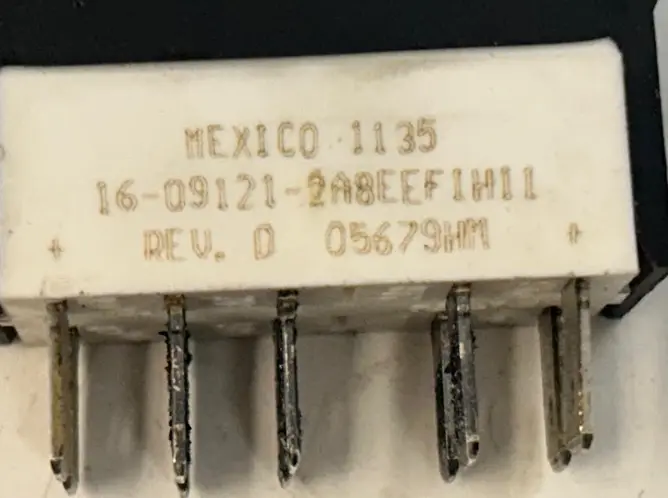 MEXICO 1135
16-09121-2A8EEF1H11
REV. D 05679HM
+ +